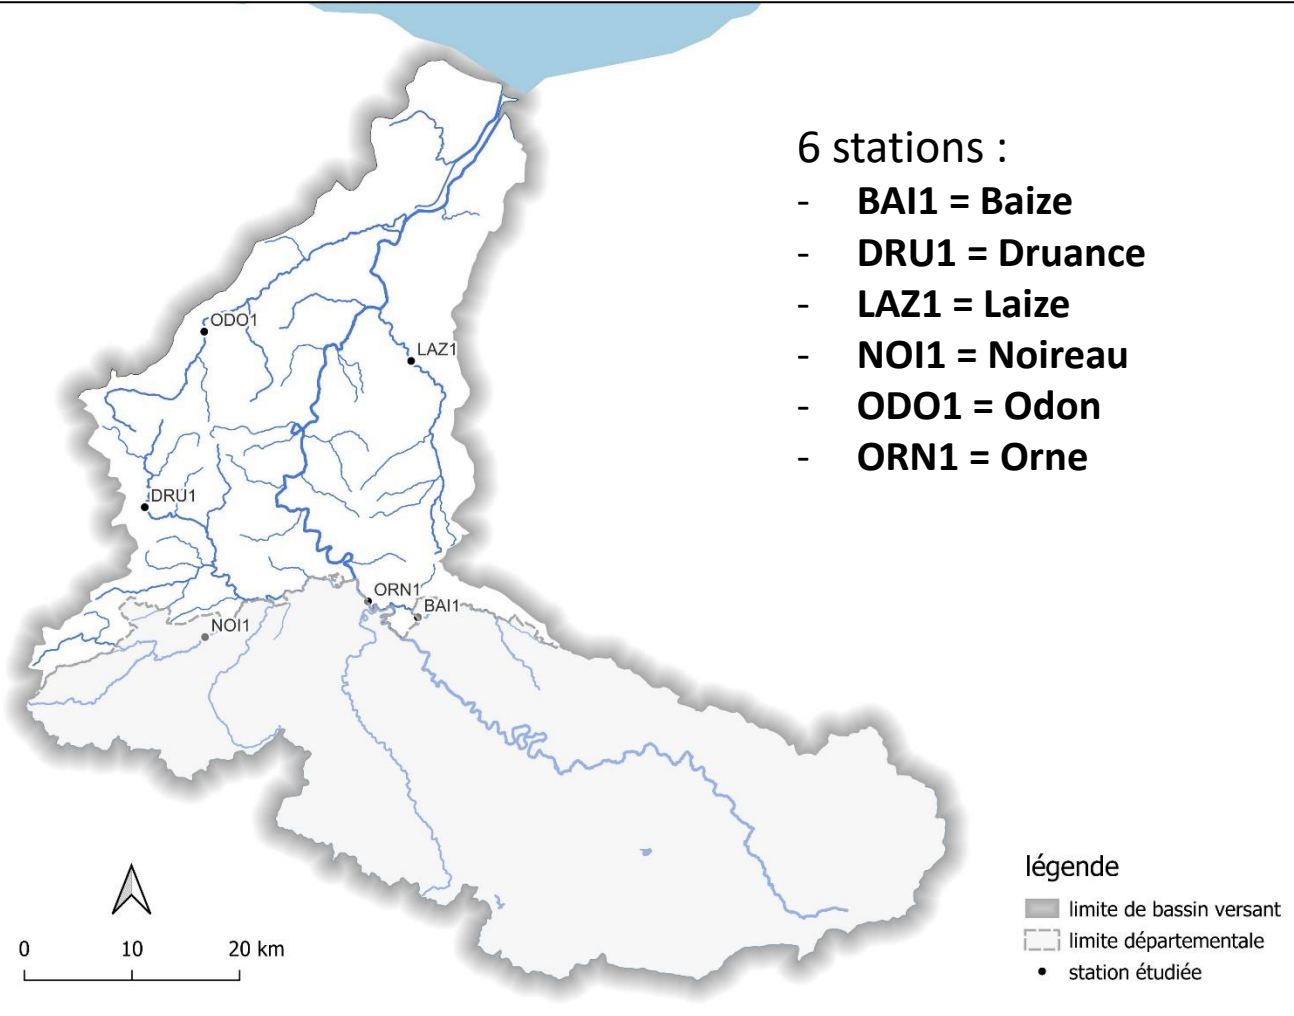 6 stations :
- BAI1 = Baize
- DRU1 = Druance
- LAZ1 = Laize
- NOI1 = Noireau
- ODO1 = Odon
- ORN1 = Orne
ODO1
LAZ1
DRU1
ORN1
BAI1
NOI1
légende
limite de bassin versant
limite départementale
station étudiée
0 10 20 km